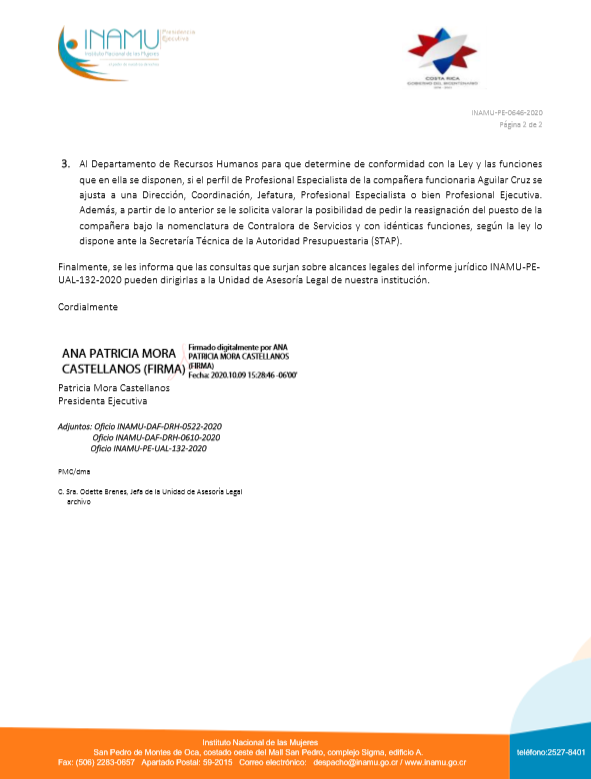 INAMU
Presidencia
Ejecutiva
Instituto Nacional de las Mujeres
COSTA RICA
GOBIERNO DEL BICENTENARIO
INAMU-PE-0646-2020
Página 2 de 2
3. Al Departamento de Recursos Humanos para que determine de conformidad con la Ley y las funciones
que en ella se disponen, si el perfil de Profesional Especialista de la compañera funcionaria Aguilar Cruz se
ajusta a una Dirección, Coordinación, Jefatura, Profesional Especialista o bien Profesional Ejecutiva.
Además, a partir de lo anterior se le solicita valorar la posibilidad de pedir la reasignación del puesto de la
compañera bajo la nomenclatura de Contralora de Servicios y con idénticas funciones, según la ley lo
dispone ante la Secretaría Técnica de la Autoridad Presupuestaria (STAP).
Finalmente, se les informa que las consultas que surjan sobre alcances legales del informe jurídico INAMU-PE-
UAL-132-2020 pueden dirigirlas a la Unidad de Asesoría Legal de nuestra institución.
Cordialmente
ANA PATRICIA MORA
CASTELLANOS (FIRMA)
Firmado digitalmente por ANA
PATRICIA MORA CASTELLANOS
(FIRMA)
Fecha: 2020.10.09 15:28:46 -06'00'
Patricia Mora Castellanos
Presidenta Ejecutiva
Adjuntos: Oficio INAMU-DAF-DRH-0522-2020
Oficio INAMU-DAF-DRH-0610-2020
Oficio INAMU-PE-UAL-132-2020
PMC/dma
C. Sra. Odette Brenes, Jefa de la Unidad de Asesoría Legal
archivo
Instituto Nacional de las Mujeres
San Pedro de Montes de Oca, costado oeste del Mall San Pedro, complejo Sigma, edificio A.
Fax: (506) 2283-0657 Apartado Postal: 59-2015 Correo electrónico: despacho@inamu.go.cr / www.inamu.go.cr
teléfono:2527-8401